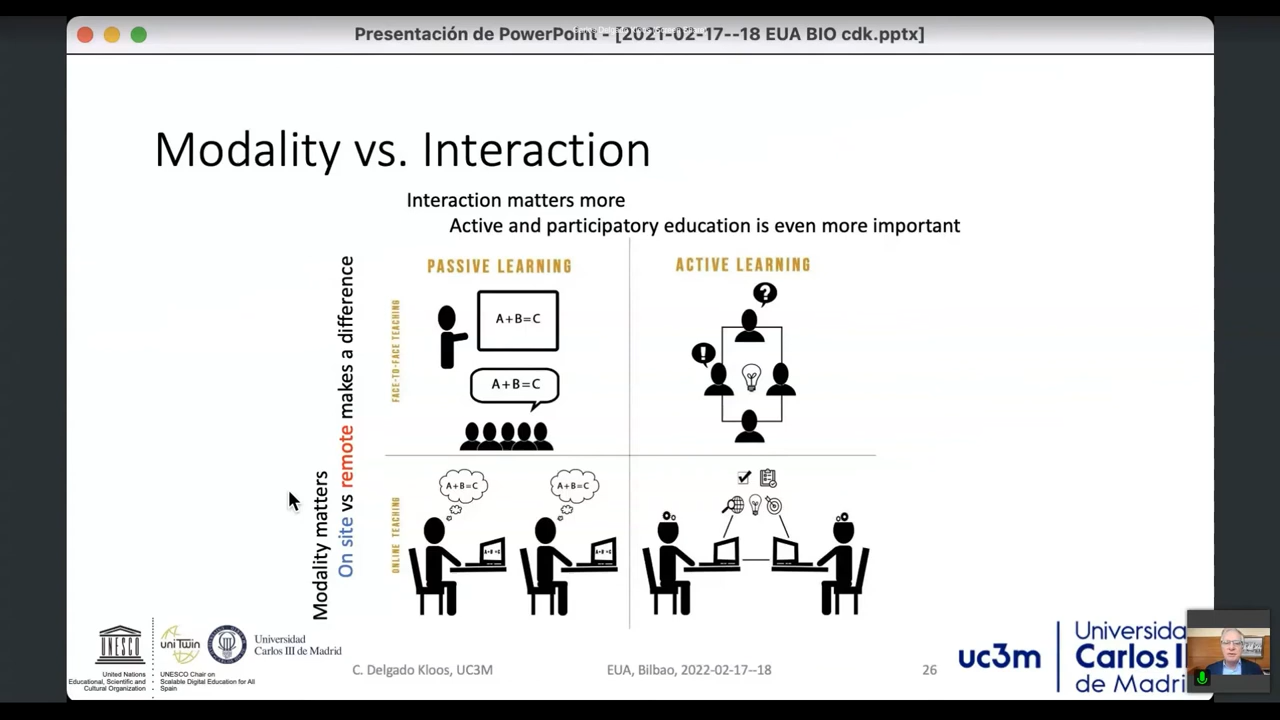 Presentación de PowerPoint - [2021-02-17--18 EUA BIO cdk.pptx]
Modality vs. Interaction
Interaction matters more
Active and participatory education is even more important
Modality matters
On site vs remote makes a difference
PASSIVE LEARNING
ACTIVE LEARNING
FACE-TO-FACE TEACHING
A+B=C
A+B=C
?
!
ONLINE TEACHING
A+B=C
A+B=C
A+B=C
A+B=C
United Nations
Educational, Scientific and
Cultural Organization
uniTwin
UNESCO Chair on
Scalable Digital Education for All
Spain
UNESCO
Universidad
Carlos III de Madrid
C. Delgado Kloos, UC3M
EUA, Bilbao, 2022-02-17--18
26
uc3m
Universida
Carlos I
de Madri